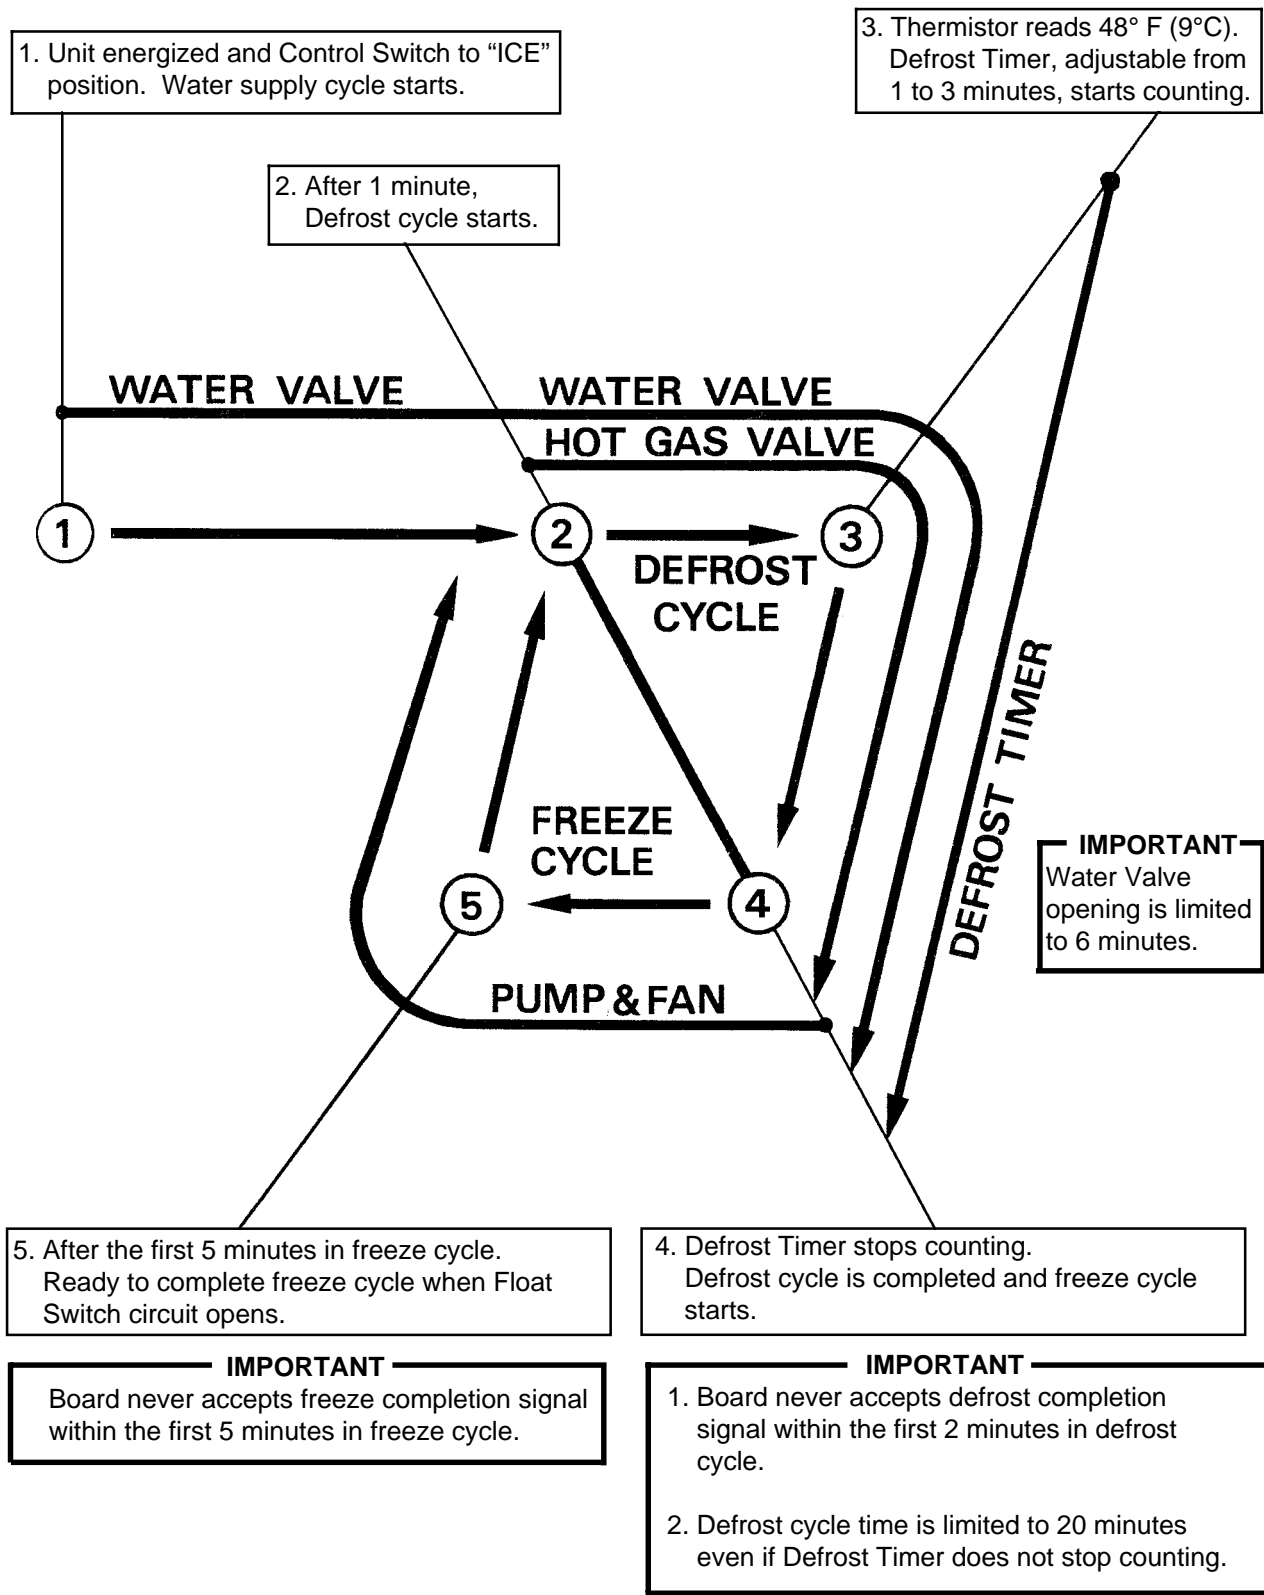 1. Unit energized and Control Switch to “ICE”
position.  Water supply cycle starts.
3. Thermistor reads 48° F (9°C).
Defrost Timer, adjustable from
1 to 3 minutes, starts counting.
2. After 1 minute,
Defrost cycle starts.
WATER VALVE
WATER VALVE
HOT GAS VALVE
1
2
3
DEFROST
CYCLE
DEFROST TIMER
FREEZE
CYCLE
5
4
PUMP & FAN
IMPORTANT
Water Valve
opening is limited
to 6 minutes.
5. After the first 5 minutes in freeze cycle.
Ready to complete freeze cycle when Float
Switch circuit opens.
4. Defrost Timer stops counting.
Defrost cycle is completed and freeze cycle
starts.
IMPORTANT
Board never accepts freeze completion signal
within the first 5 minutes in freeze cycle.
IMPORTANT
1. Board never accepts defrost completion
signal within the first 2 minutes in defrost
cycle.
2. Defrost cycle time is limited to 20 minutes
even if Defrost Timer does not stop counting.